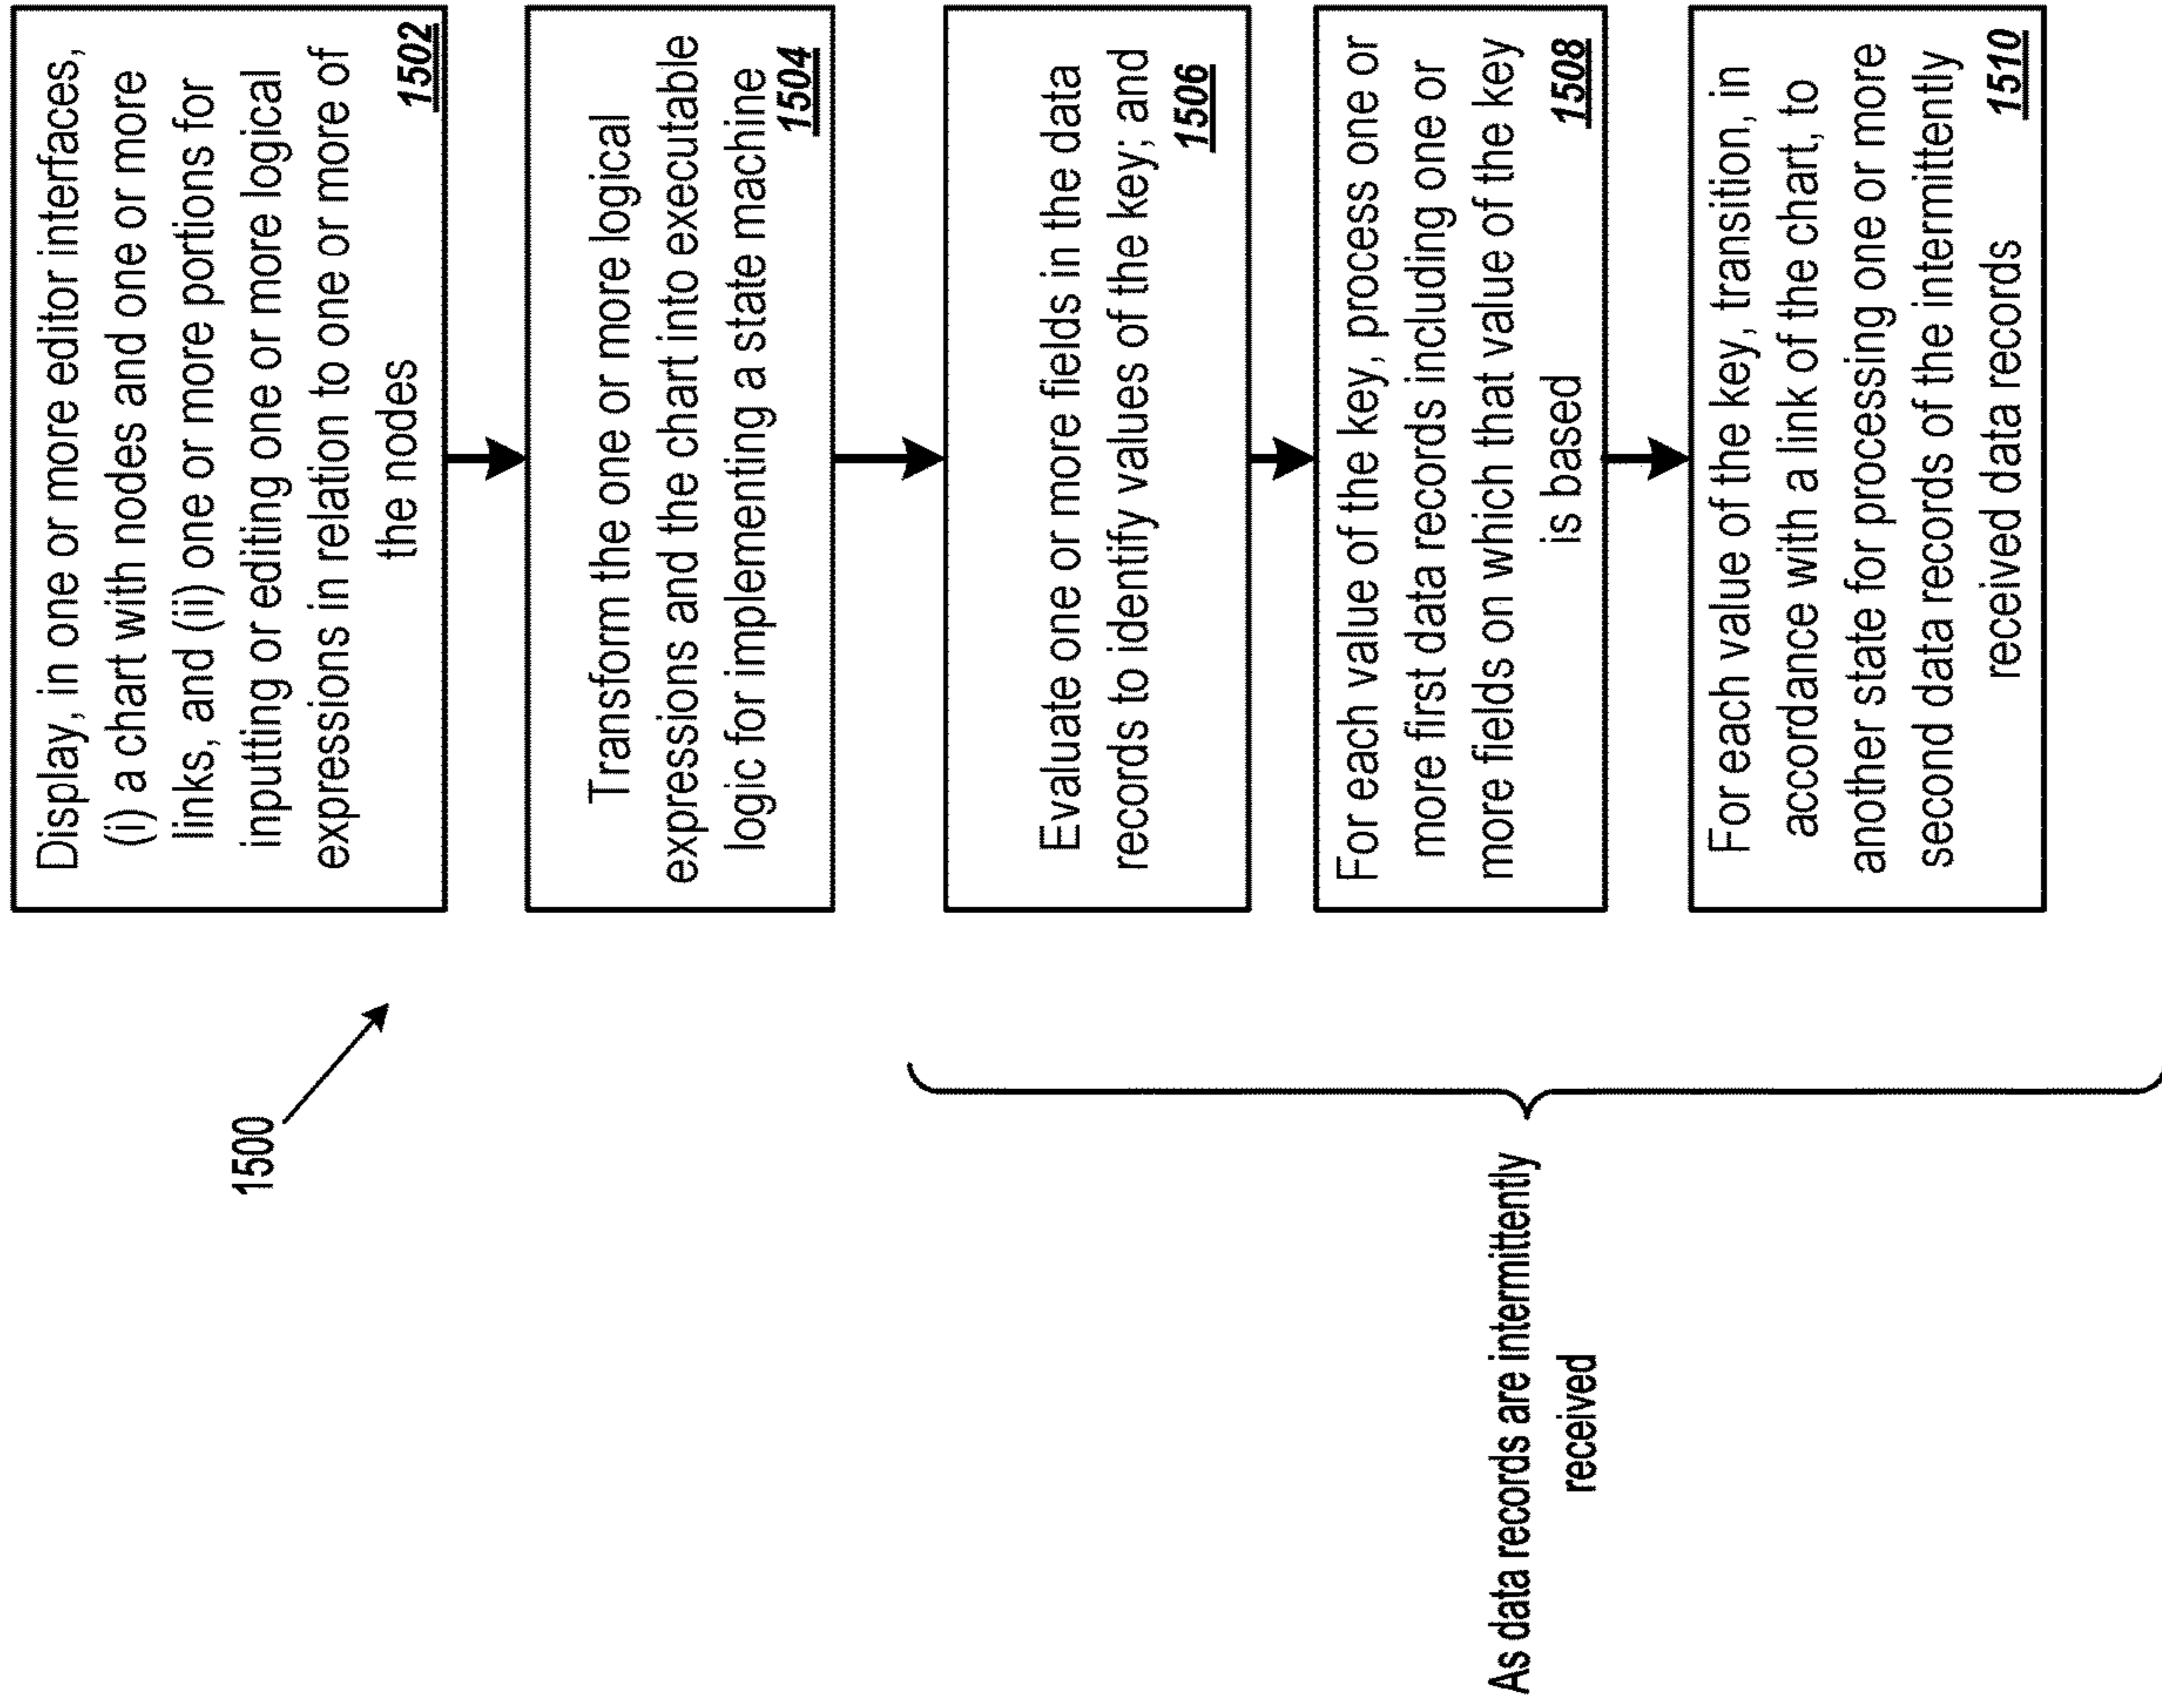 1500
Display, in one or more editor interfaces,
(i) a chart with nodes and one or more
links, and (ii) one or more portions for
inputting or editing one or more logical
expressions in relation to one or more of
the nodes
1502
Transform the one or more logical
expressions and the chart into executable
logic for implementing a state machine
1504
As data records are intermittently
received
Evaluate one or more fields in the data
records to identify values of the key; and
1506
For each value of the key, process one or
more first data records including one or
more fields on which that value of the key
is based
1508
For each value of the key, transition, in
accordance with a link of the chart, to
another state for processing one or more
second data records of the intermittently
received data records
1510